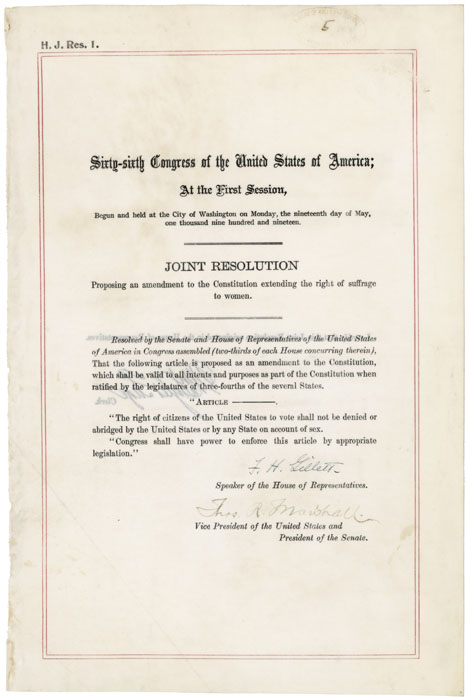 5
H. J. Res. 1.
Sixty-sixth Congress of the United States of America;
At the First Session,
Begun and held at the City of Washington on Monday, the nineteenth day of May,
one thousand nine hundred and nineteen.
JOINT RESOLUTION
Proposing an amendment to the Constitution extending the right of suffrage
to women.
Resolved by the Senate and House of Representatives of the United States
of America in Congress assembled (two-thirds of each House concurring therein),
That the following article is proposed as an amendment to the Constitution,
which shall be valid to all intents and purposes as part of the Constitution when
ratified by the legislatures of three-fourths of the several States.
"Article ————.
"The right of citizens of the United States to vote shall not be denied or
abridged by the United States or by any State on account of sex.
"Congress shall have power to enforce this article by appropriate
legislation."
F. H. Gillett
Speaker of the House of Representatives.
Thos. R. Marshall.
Vice President of the United States and
President of the Senate.